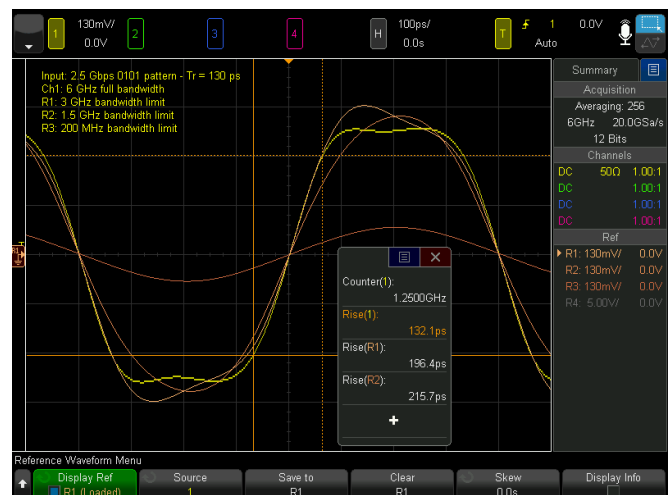 1 130mV/ 2 3 4 H 100ps/ T 1 0.0V
0.0V 0.0s Auto
Input: 2.5 Gbps 0101 pattern - Tr = 130 ps
Ch1: 6 GHz full bandwidth
R1: 3 GHz bandwidth limit
R2: 1.5 GHz bandwidth limit
R3: 200 MHz bandwidth limit
T
R1
Summary
Acquisition
Averaging: 256
6GHz 20.0GSa/s
12 Bits
Channels
DC 50Ω 1.00:1
DC 1.00:1
DC 1.00:1
DC 1.00:1
Ref
R1: 130mV/ 0.0V
R2: 130mV/ 0.0V
R3: 130mV/ 0.0V
R4: 5.00V/ 0.0V
Counter(1):
1.2500GHz
Rise(1):
132.1ps
Rise(R1):
196.4ps
Rise(R2):
215.7ps
Reference Waveform Menu
Display Ref Source Save to Clear Skew Display Info
R1 (Loaded) 1 R1 R1 0.0s